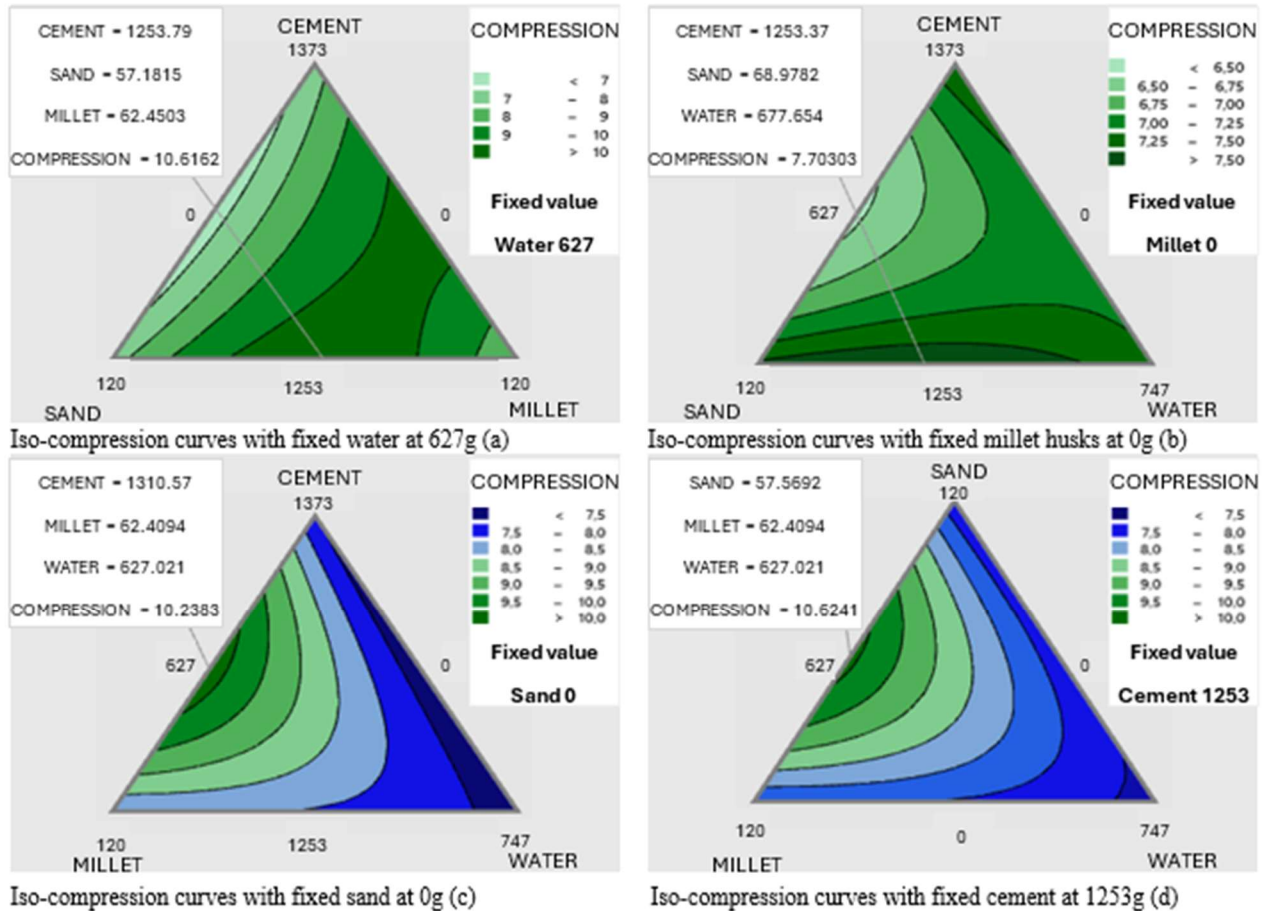 CEMENT = 1253.79
SAND = 57.1815
MILLET = 62.4503
COMPRESSION = 10.6162
CEMENT
1373
COMPRESSION
< 7
7 – 8
8 – 9
9 – 10
> 10
Fixed value
Water 627
0
0
120
1253
120
SAND
MILLET
Iso-compression curves with fixed water at 627g (a)
CEMENT = 1253.37
SAND = 68.9782
WATER = 677.654
COMPRESSION = 7.70303
CEMENT
1373
COMPRESSION
< 6,50
6,50 – 6,75
6,75 – 7,00
7,00 – 7,25
7,25 – 7,50
> 7,50
Fixed value
Millet 0
627
0
120
1253
747
SAND
WATER
Iso-compression curves with fixed millet husks at 0g (b)
CEMENT = 1310.57
MILLET = 62.4094
WATER = 627.021
COMPRESSION = 10.2383
CEMENT
1373
COMPRESSION
< 7,5
7,5 – 8,0
8,0 – 8,5
8,5 – 9,0
9,0 – 9,5
9,5 – 10,0
> 10,0
Fixed value
Sand 0
627
0
120
1253
747
MILLET
WATER
Iso-compression curves with fixed sand at 0g (c)
SAND = 57.5692
MILLET = 62.4094
WATER = 627.021
COMPRESSION = 10.6241
SAND
120
COMPRESSION
< 7,5
7,5 – 8,0
8,0 – 8,5
8,5 – 9,0
9,0 – 9,5
9,5 – 10,0
> 10,0
Fixed value
Cement 1253
627
0
120
0
747
MILLET
WATER
Iso-compression curves with fixed cement at 1253g (d)